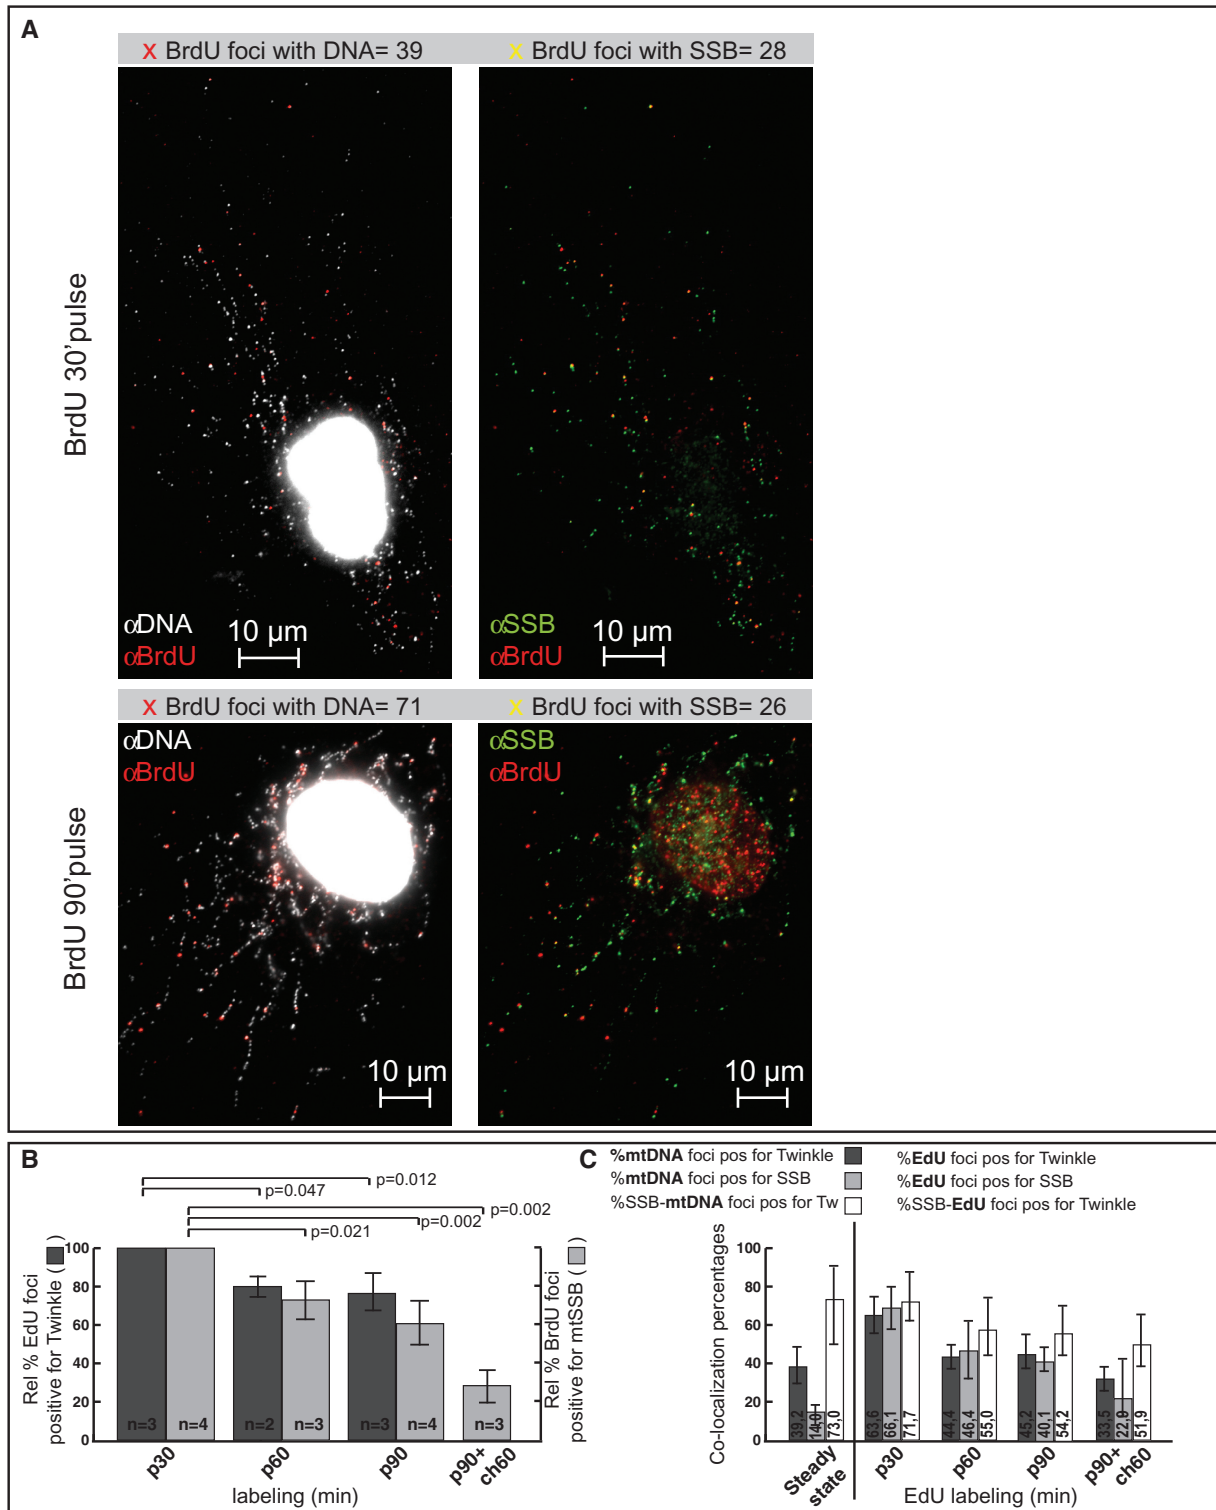 A
x BrdU foci with DNA= 39
x BrdU foci with SSB= 28
BrdU 30'pulse
αDNA
αBrdU
10 µm
αSSB
αBrdU
10 µm
x BrdU foci with DNA= 71
x BrdU foci with SSB= 26
BrdU 90'pulse
αDNA
αBrdU
10 µm
αSSB
αBrdU
10 µm
B
p=0.012
p=0.047
p=0.002
p=0.002
p=0.021
Rel % EdU foci
positive for Twinkle ( )
100
80
60
40
20
0
n=3
n=4
n=2
n=3
n=3
n=4
n=3
Rel % BrdU foci
positive for mtSSB ( )
p30
p60
p90
p90+
ch60
labeling (min)
C
%mtDNA foci pos for Twinkle
%EdU foci pos for Twinkle
%mtDNA foci pos for SSB
%EdU foci pos for SSB
%SSB-mtDNA foci pos for Tw
%SSB-EdU foci pos for Twinkle
Co-localization percentages
100
80
60
40
20
0
39,2
14,0
73,0
63,6
66,1
71,7
44,4
46,4
55,0
45,2
40,1
54,2
33,5
22,9
51,9
Steady
state
p30
p60
p90
p90+
ch60
EdU labeling (min)